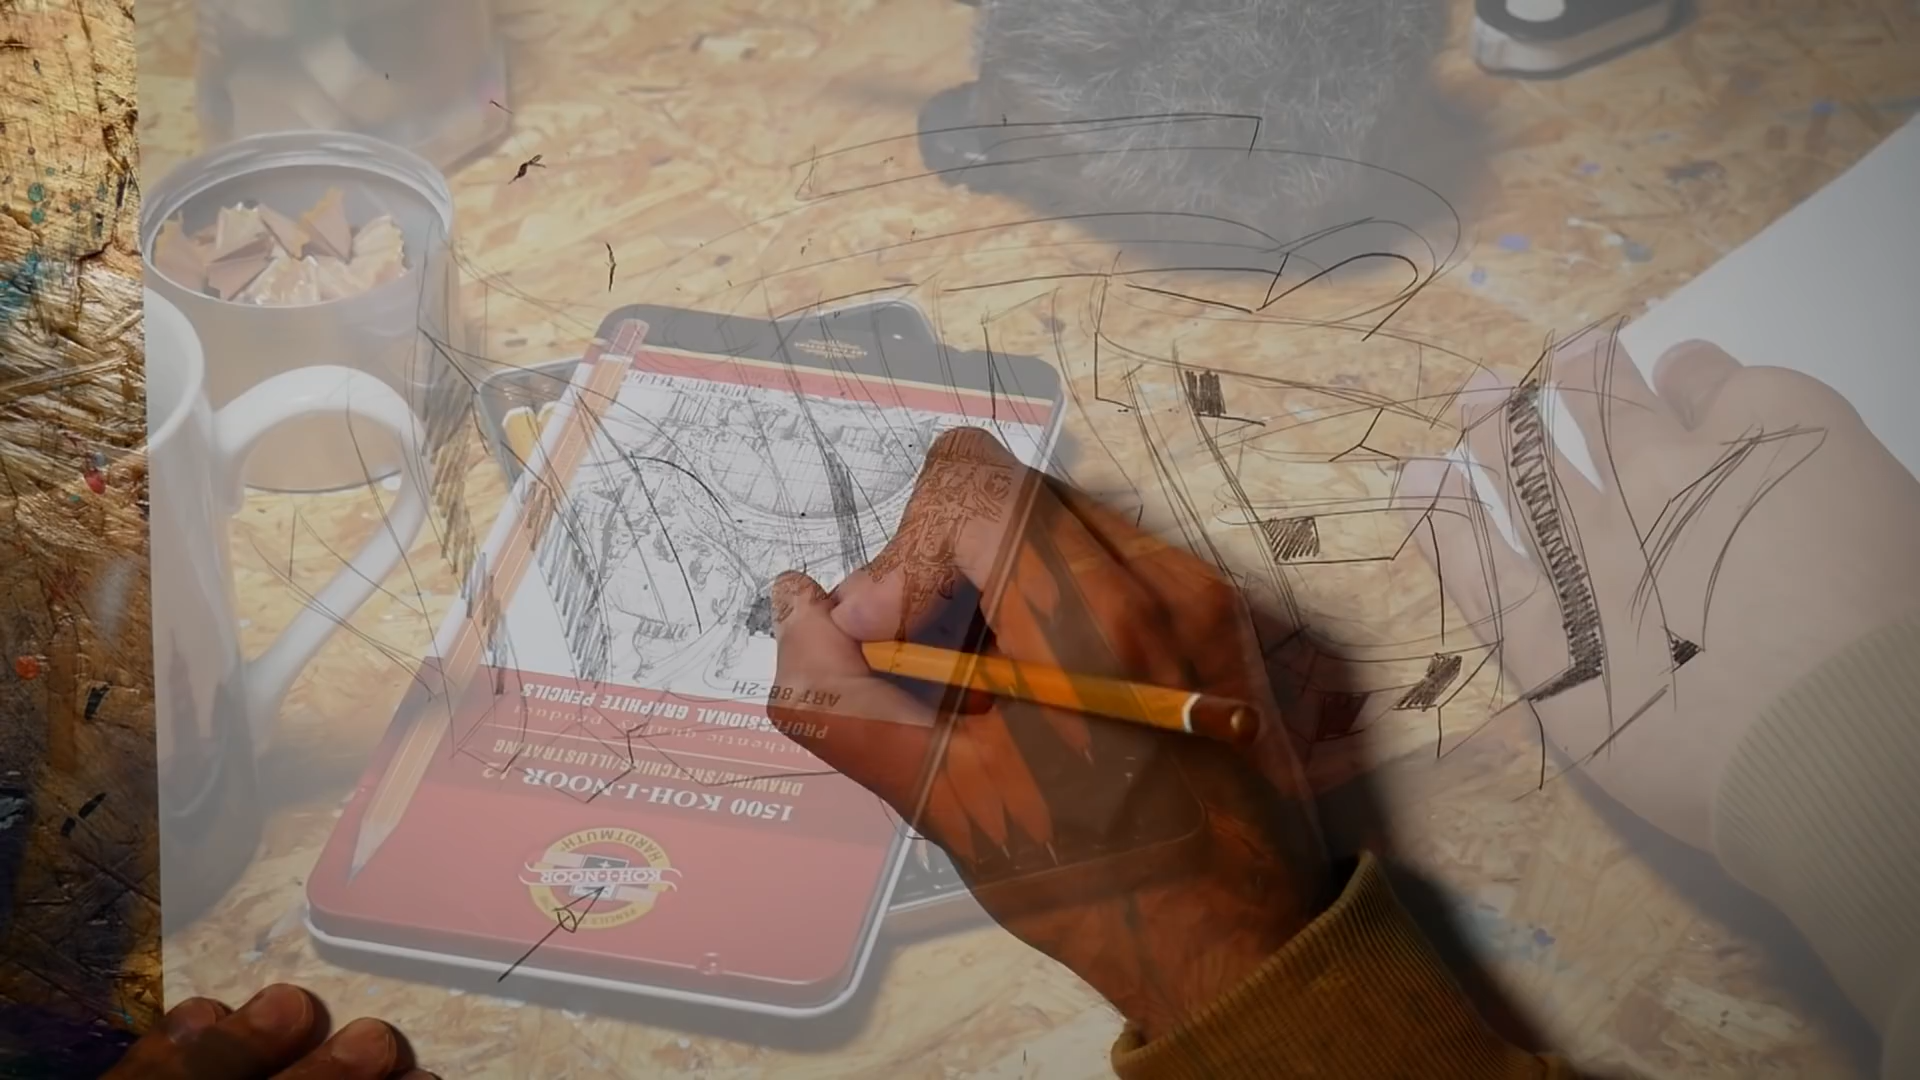 1500 KOH-I-NOOR 12
DRAWING/SKETCHING/ILLUSTRATING
Authentic quality product
PROFESSIONAL GRAPHITE PENCILS
ART 8B-2H
HARDTMUTH
KOH-I-NOOR